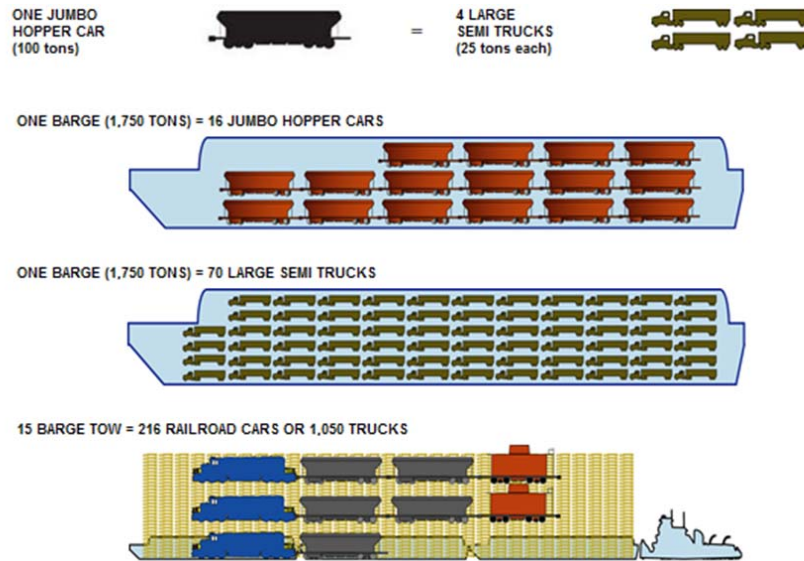 ONE JUMBO
HOPPER CAR
(100 tons)
=
4 LARGE
SEMI TRUCKS
(25 tons each)
ONE BARGE (1,750 TONS) = 16 JUMBO HOPPER CARS
ONE BARGE (1,750 TONS) = 70 LARGE SEMI TRUCKS
15 BARGE TOW = 216 RAILROAD CARS OR 1,050 TRUCKS